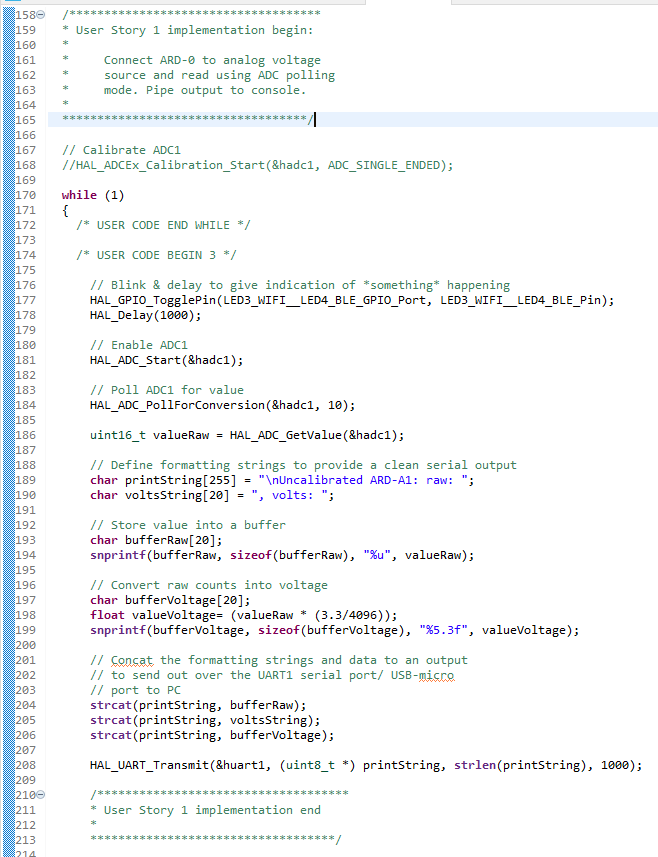 158 /************************************
159 * User Story 1 implementation begin:
160 *
161 *     Connect ARD-0 to analog voltage
162 *     source and read using ADC polling
163 *     mode. Pipe output to console.
164 *
165 ***********************************/
166
167 // Calibrate ADC1
168 //HAL_ADCEx_Calibration_Start(&hadc1, ADC_SINGLE_ENDED);
169
170 while (1)
171 {
172   /* USER CODE END WHILE */
173
174   /* USER CODE BEGIN 3 */
175
176     // Blink & delay to give indication of *something* happening
177     HAL_GPIO_TogglePin(LED3_WIFI__LED4_BLE_GPIO_Port, LED3_WIFI__LED4_BLE_Pin);
178     HAL_Delay(1000);
179
180     // Enable ADC1
181     HAL_ADC_Start(&hadc1);
182
183     // Poll ADC1 for value
184     HAL_ADC_PollForConversion(&hadc1, 10);
185
186     uint16_t valueRaw = HAL_ADC_GetValue(&hadc1);
187
188     // Define formatting strings to provide a clean serial output
189     char printString[255] = "\nUncalibrated ARD-A1: raw: ";
190     char voltsString[20] = ", volts: ";
191
192     // Store value into a buffer
193     char bufferRaw[20];
194     snprintf(bufferRaw, sizeof(bufferRaw), "%u", valueRaw);
195
196     // Convert raw counts into voltage
197     char bufferVoltage[20];
198     float valueVoltage= (valueRaw * (3.3/4096));
199     snprintf(bufferVoltage, sizeof(bufferVoltage), "%5.3f", valueVoltage);
200
201     // Concat the formatting strings and data to an output
202     // to send out over the UART1 serial port/ USB-micro
203     // port to PC
204     strcat(printString, bufferRaw);
205     strcat(printString, voltsString);
206     strcat(printString, bufferVoltage);
207
208     HAL_UART_Transmit(&huart1, (uint8_t *) printString, strlen(printString), 1000);
209
210     /************************************
211     * User Story 1 implementation end
212     *
213     ***********************************/
214